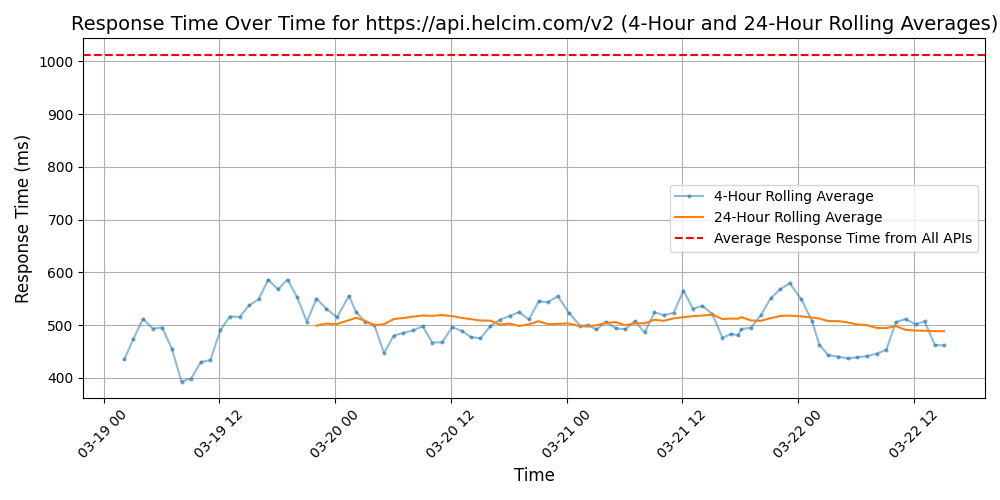 Response Time Over Time for https://api.helcim.com/v2 (4-Hour and 24-Hour Rolling Averages)
Response Time (ms)
1000
900
800
700
600
500
400
4-Hour Rolling Average
24-Hour Rolling Average
Average Response Time from All APIs
03-19 00
03-19 12
03-20 00
03-20 12
03-21 00
03-21 12
03-22 00
03-22 12
Time